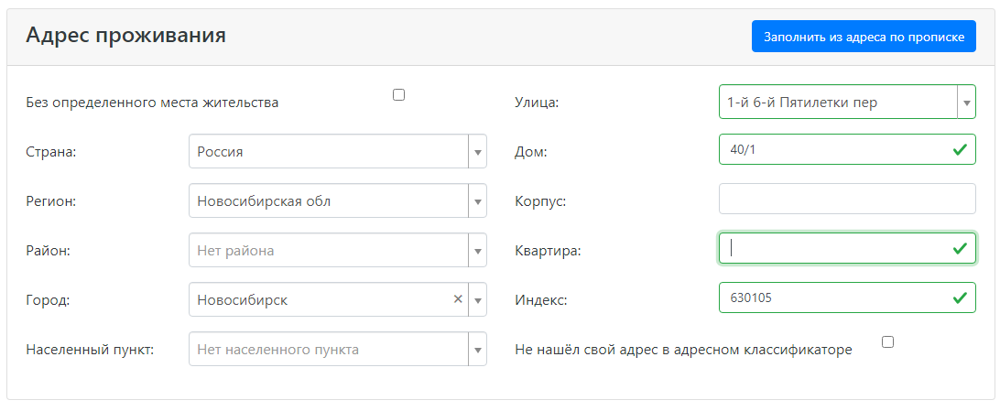 Адрес проживания
Заполнить из адреса по прописке
Без определенного места жительства
Страна: Россия
Регион: Новосибирская обл
Район: Нет района
Город: Новосибирск ×
Населенный пункт: Нет населенного пункта
Улица: 1-й 6-й Пятилетки пер
Дом: 40/1
Корпус:
Квартира:
Индекс: 630105
Не нашёл свой адрес в адресном классификаторе